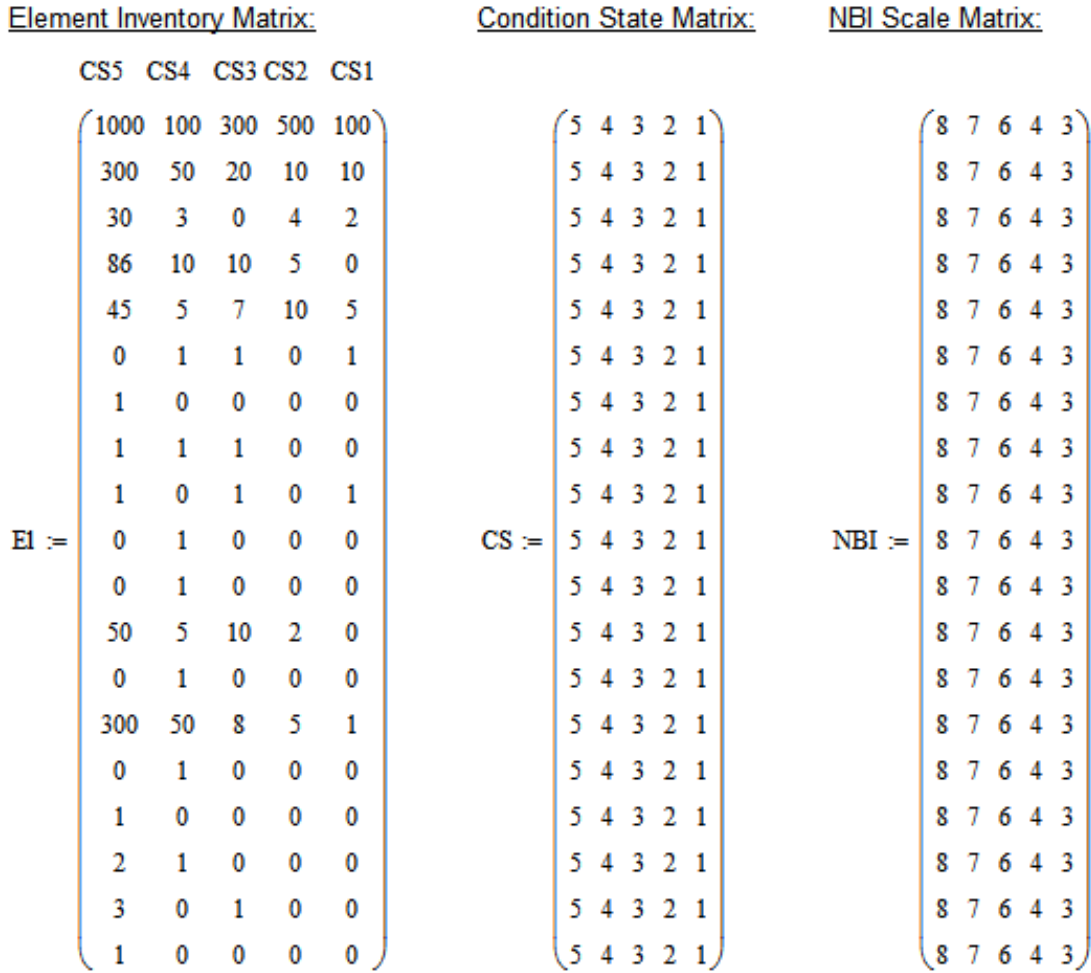 Element Inventory Matrix: Condition State Matrix: NBI Scale Matrix:
CS5 CS4 CS3 CS2 CS1
1000 100 300 500 100 5 4 3 2 1 8 7 6 4 3
300 50 20 10 10 5 4 3 2 1 8 7 6 4 3
30 3 0 4 2 5 4 3 2 1 8 7 6 4 3
86 10 10 5 0 5 4 3 2 1 8 7 6 4 3
45 5 7 10 5 5 4 3 2 1 8 7 6 4 3
0 1 1 0 1 5 4 3 2 1 8 7 6 4 3
1 0 0 0 0 5 4 3 2 1 8 7 6 4 3
1 1 1 0 0 5 4 3 2 1 8 7 6 4 3
1 0 1 0 1 5 4 3 2 1 8 7 6 4 3
El := 0 1 0 0 0 CS := 5 4 3 2 1 NBI := 8 7 6 4 3
0 1 0 0 0 5 4 3 2 1 8 7 6 4 3
50 5 10 2 0 5 4 3 2 1 8 7 6 4 3
0 1 0 0 0 5 4 3 2 1 8 7 6 4 3
300 50 8 5 1 5 4 3 2 1 8 7 6 4 3
0 1 0 0 0 5 4 3 2 1 8 7 6 4 3
1 0 0 0 0 5 4 3 2 1 8 7 6 4 3
2 1 0 0 0 5 4 3 2 1 8 7 6 4 3
3 0 1 0 0 5 4 3 2 1 8 7 6 4 3
1 0 0 0 0 5 4 3 2 1 8 7 6 4 3